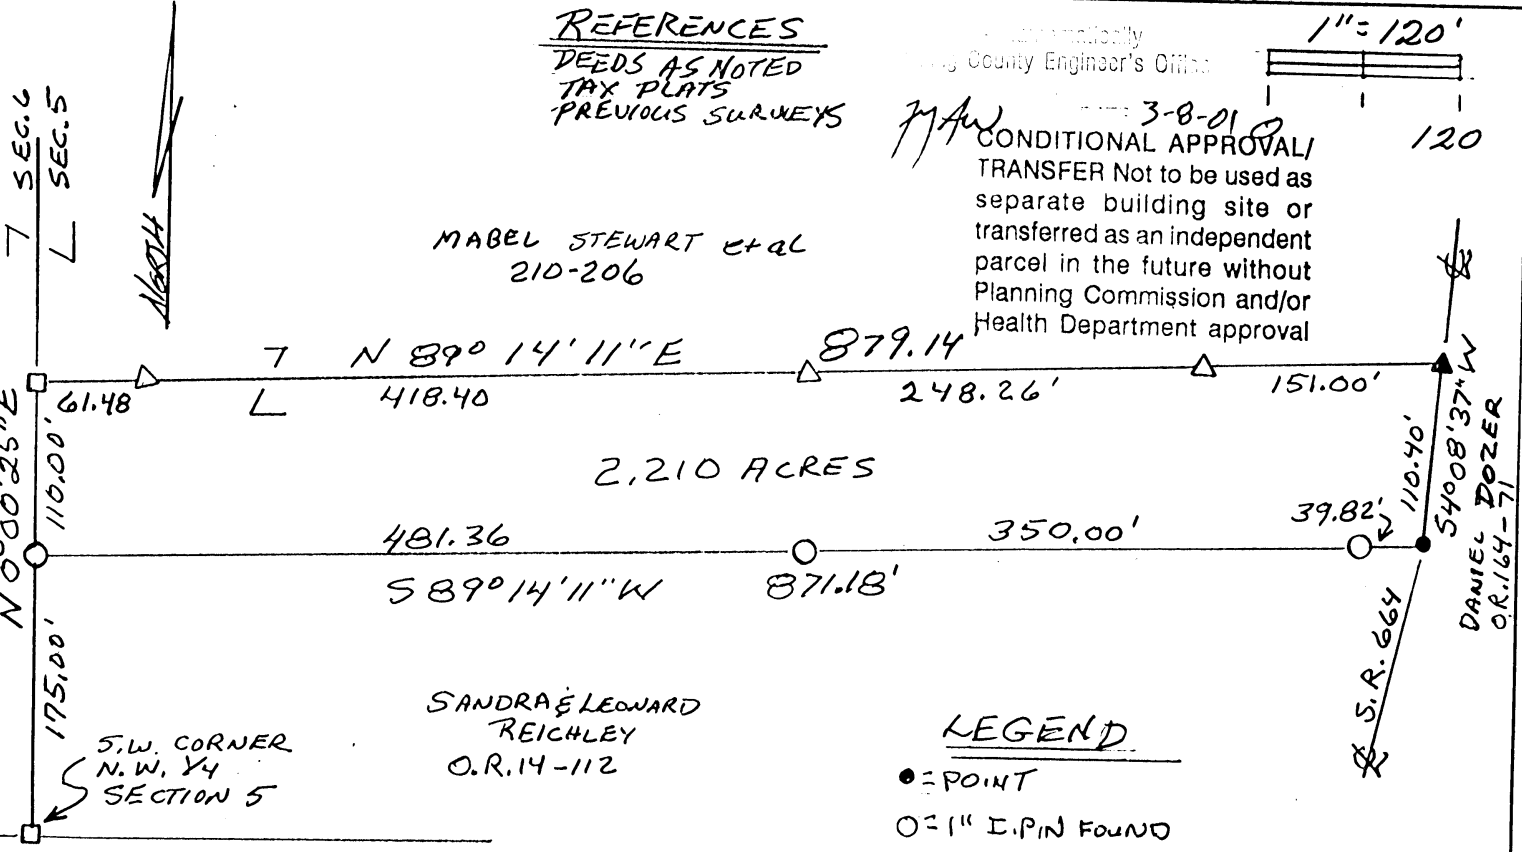 REFERENCES
DEEDS AS NOTED
TAX PLATS
PREVIOUS SURVEYS
County Engineer's Office
3-8-01
1"= 120'
120
CONDITIONAL APPROVAL/
TRANSFER Not to be used as
separate building site or
transferred as an independent
parcel in the future without
Planning Commission and/or
Health Department approval
SEC. 6
SEC. 5
NORTH
MABEL STEWART et al
210-206
N 89° 14' 11" E
879.14
61.48
418.40
248.26'
151.00'
N 0°00'25" E
110.00'
2.210 ACRES
110.40'
S4°08'37"W
DANIEL DOZER
O.R.164-71
481.36
350.00'
39.82'
S 89° 14' 11" W
871.18'
175.00'
S.R. 664
SANDRA & LEONARD
REICHLEY
O.R.14-112
S.W. CORNER
N.W. 1/4
SECTION 5
LEGEND
●=POINT
○=1" I.PIN FOUND